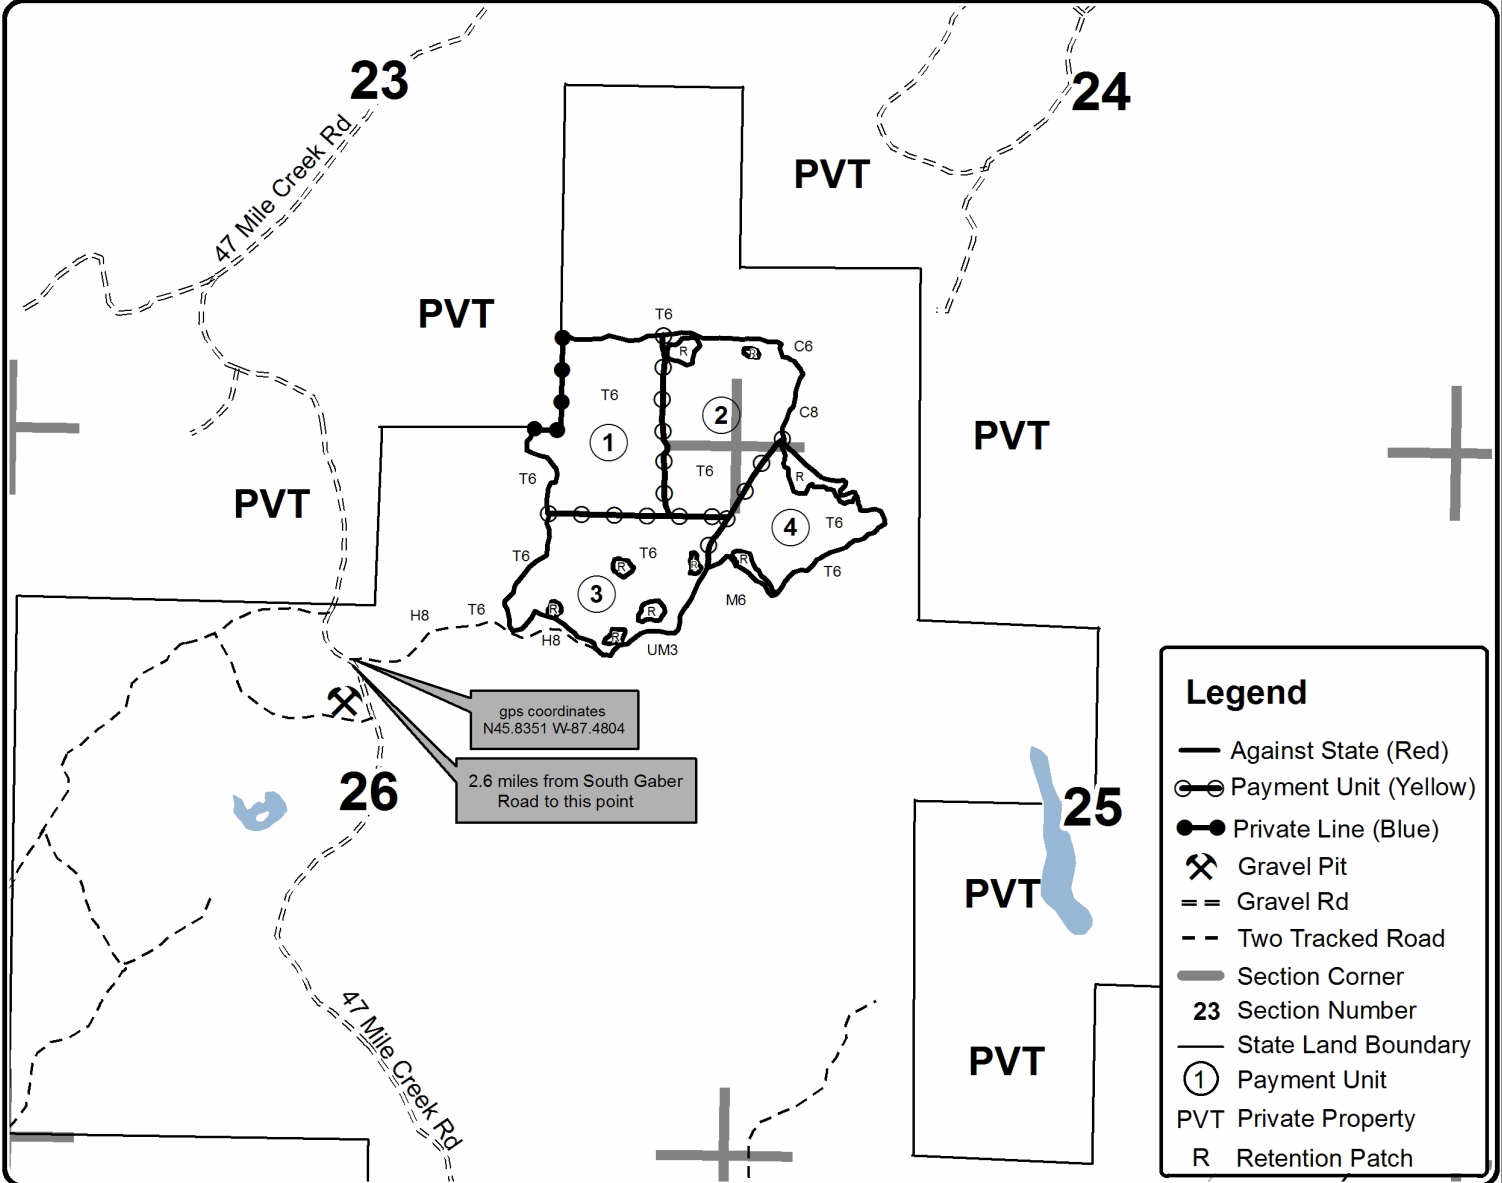 23
24
47 Mile Creek Rd
PVT
PVT
T6
R
R
C6
T6
2
C8
1
PVT
T6
T6
R
PVT
4
T6
T6
T6
R
R
R
T6
3
R
R
M6
H8
T6
H8
R
UM3
gps coordinates
N45.8351 W-87.4804
2.6 miles from South Gaber
Road to this point
26
25
PVT
47 Mile Creek Rd
PVT
Legend
Against State (Red)
Payment Unit (Yellow)
Private Line (Blue)
Gravel Pit
Gravel Rd
Two Tracked Road
Section Corner
23 Section Number
State Land Boundary
1 Payment Unit
PVT Private Property
R Retention Patch